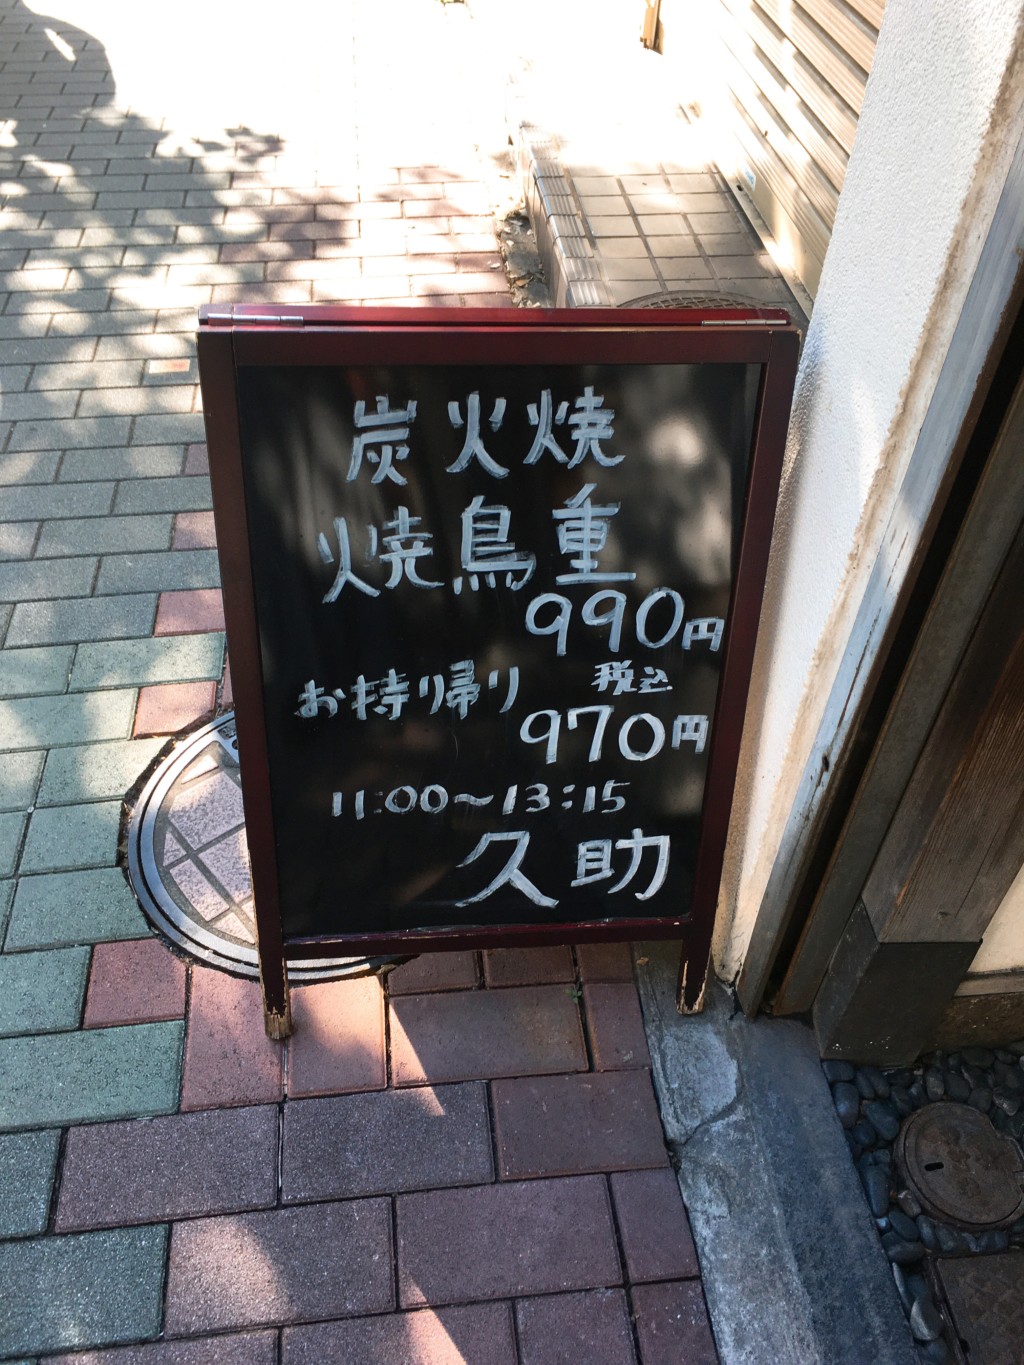 炭火焼
焼鳥重
990円
税込
お持り帰り
970円
11:00〜13:15
久助